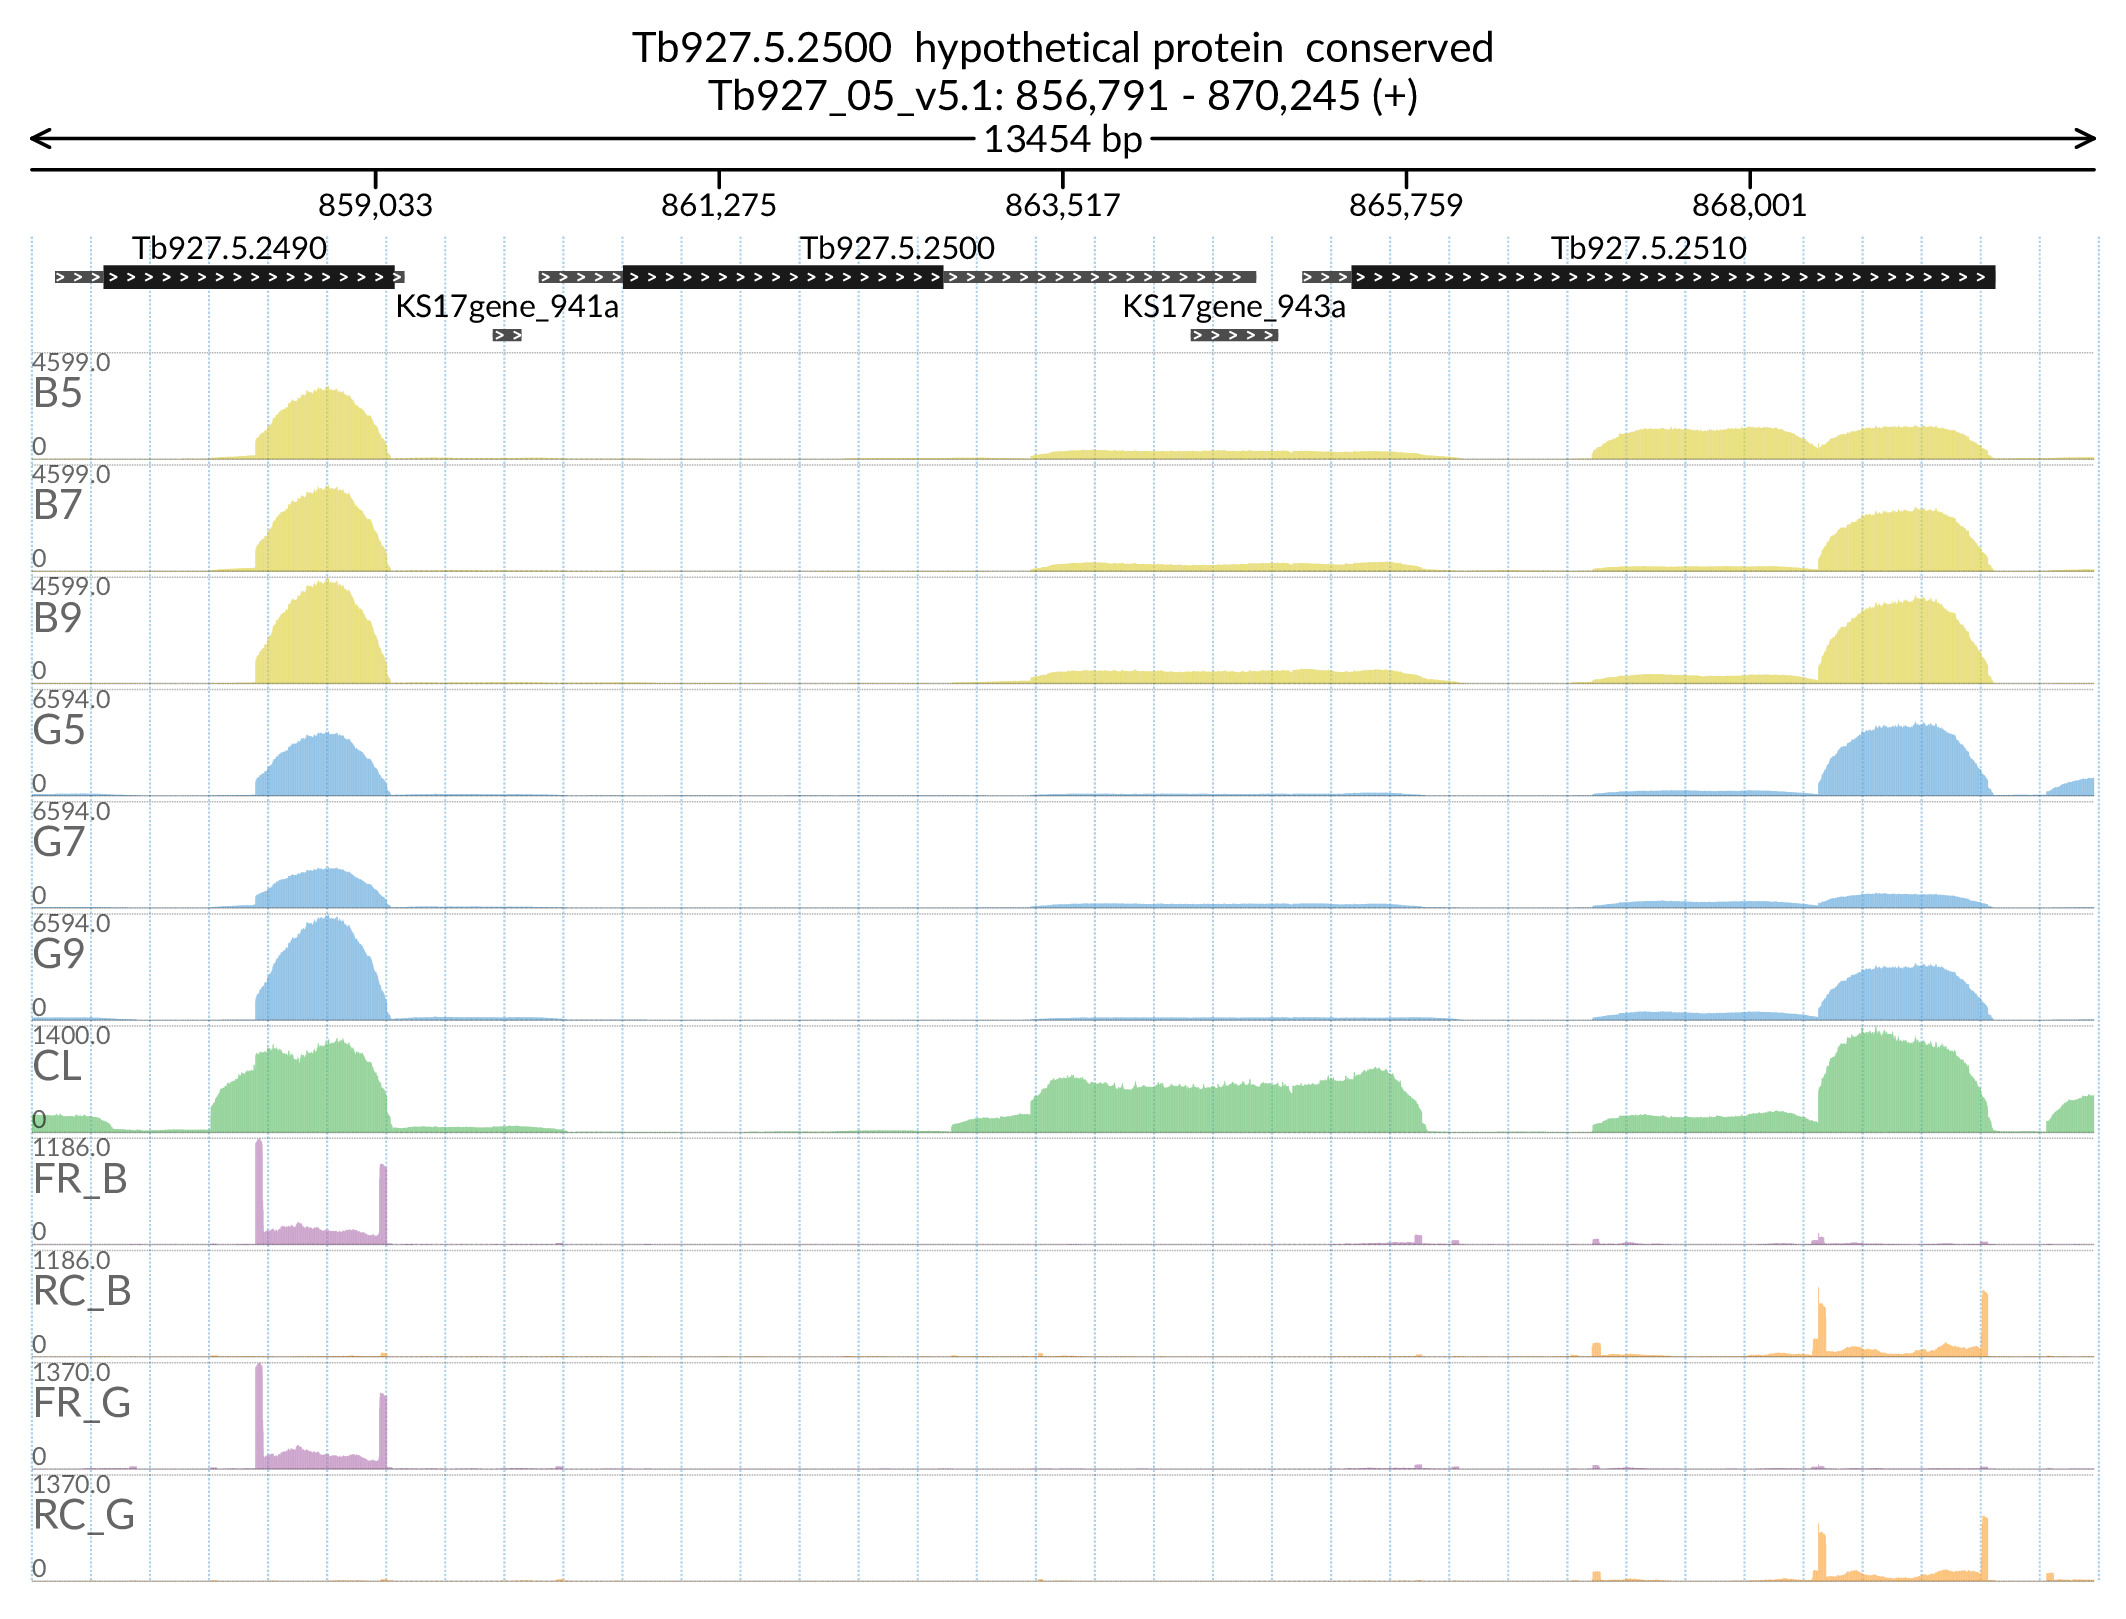 Tb927.5.2500  hypothetical protein  conserved
Tb927_05_v5.1: 856,791 - 870,245 (+)
13454 bp
859,033 861,275 863,517 865,759 868,001
Tb927.5.2490 Tb927.5.2500 Tb927.5.2510
KS17gene_941a KS17gene_943a
4599.0
B5
0
4599.0
B7
0
4599.0
B9
0
6594.0
G5
0
6594.0
G7
0
6594.0
G9
0
1400.0
CL
0
1186.0
FR_B
0
1186.0
RC_B
0
1370.0
FR_G
0
1370.0
RC_G
0